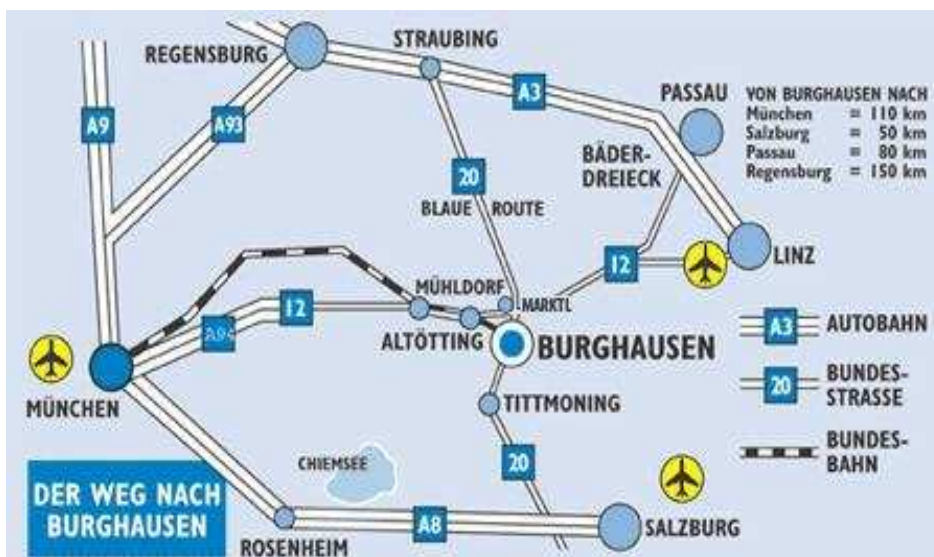 REGENSBURG
STRAUBING
A9
A93
A3
PASSAU
VON BURGHAUSEN NACH
München = 110 km
Salzburg = 50 km
Passau = 80 km
Regensburg = 150 km
BÄDER-
DREIECK
20
BLAUE ROUTE
LINZ
12
MÜHLDORF
MARKTL
12
A94
ALTÖTTING
BURGHAUSEN
A3 AUTOBAHN
MÜNCHEN
TITTMONING
20 BUNDES-
STRASSE
20
CHIEMSEE
BUNDES-
BAHN
DER WEG NACH
BURGHAUSEN
ROSENHEIM
A8
SALZBURG